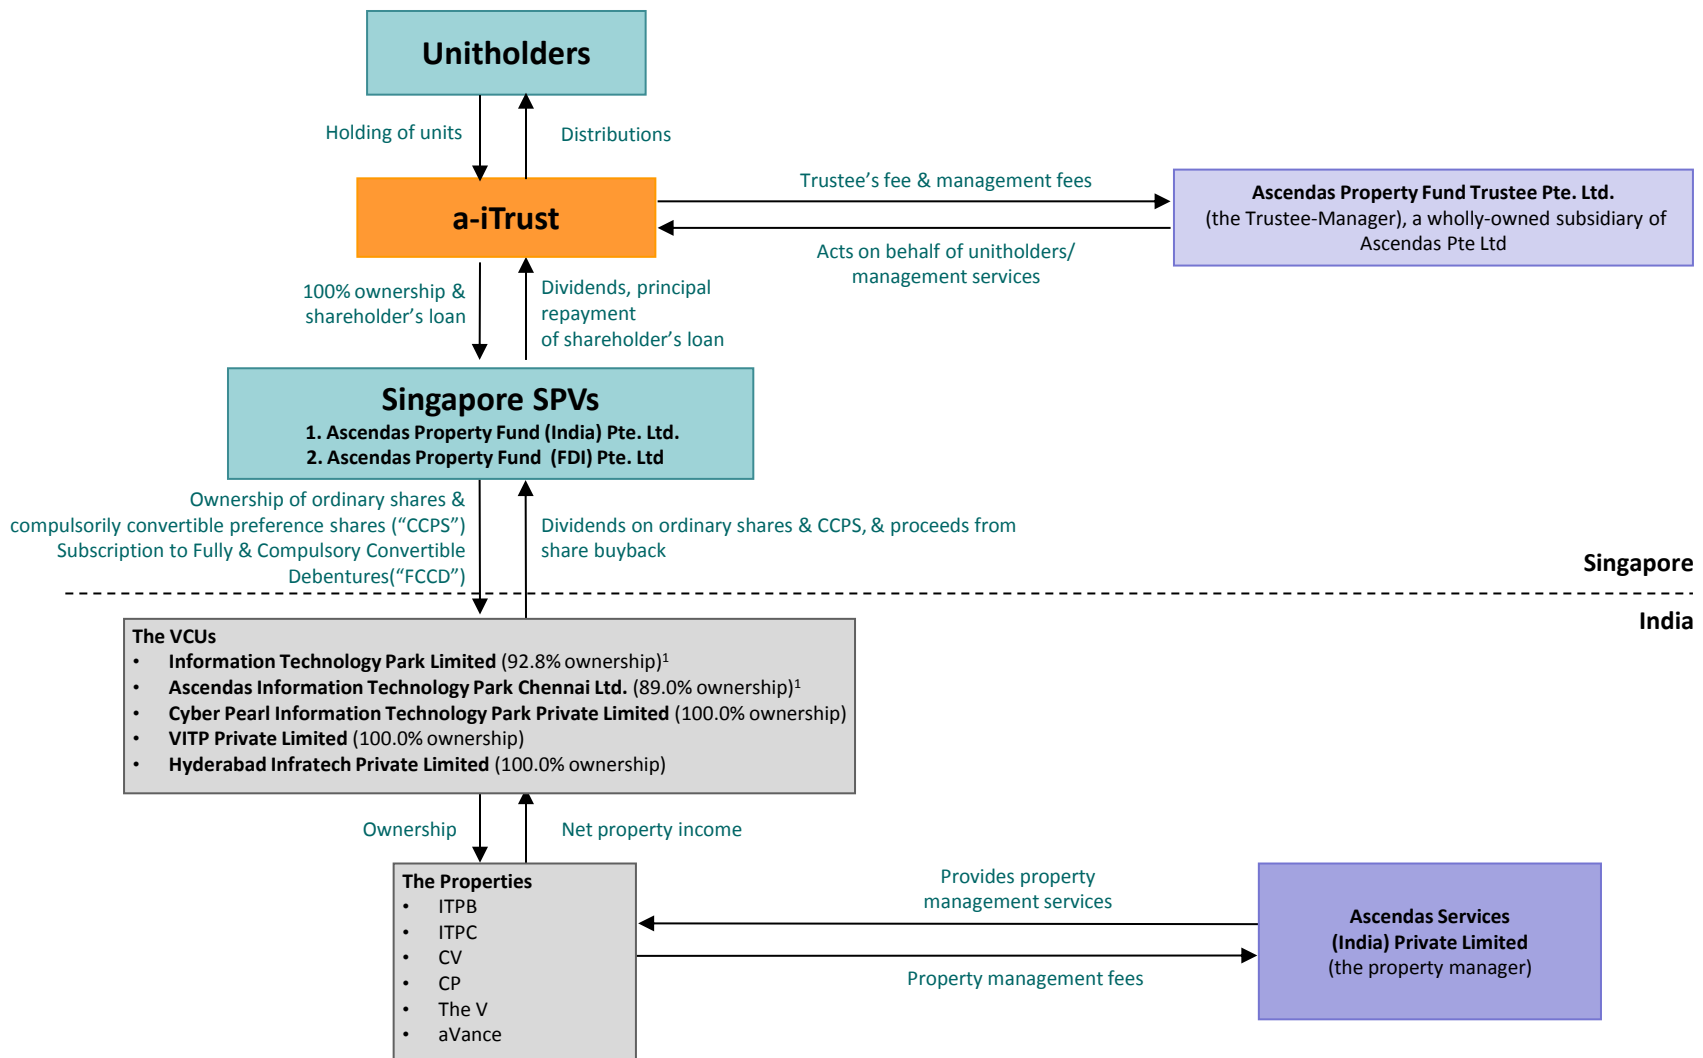 Unitholders
Holding of units
Distributions
a-iTrust
Trustee's fee & management fees
Acts on behalf of unitholders/
management services
Ascendas Property Fund Trustee Pte. Ltd.
(the Trustee-Manager), a wholly-owned subsidiary of
Ascendas Pte Ltd
100% ownership &
shareholder's loan
Dividends, principal
repayment
of shareholder's loan
Singapore SPVs
1. Ascendas Property Fund (India) Pte. Ltd.
2. Ascendas Property Fund (FDI) Pte. Ltd
Ownership of ordinary shares &
compulsorily convertible preference shares ("CCPS")
Subscription to Fully & Compulsory Convertible
Debentures("FCCD")
Dividends on ordinary shares & CCPS, & proceeds from
share buyback
Singapore
India
The VCUs
• Information Technology Park Limited (92.8% ownership)¹
• Ascendas Information Technology Park Chennai Ltd. (89.0% ownership)¹
• Cyber Pearl Information Technology Park Private Limited (100.0% ownership)
• VITP Private Limited (100.0% ownership)
• Hyderabad Infratech Private Limited (100.0% ownership)
Ownership
Net property income
The Properties
• ITPB
• ITPC
• CV
• CP
• The V
• aVance
Provides property
management services
Property management fees
Ascendas Services
(India) Private Limited
(the property manager)